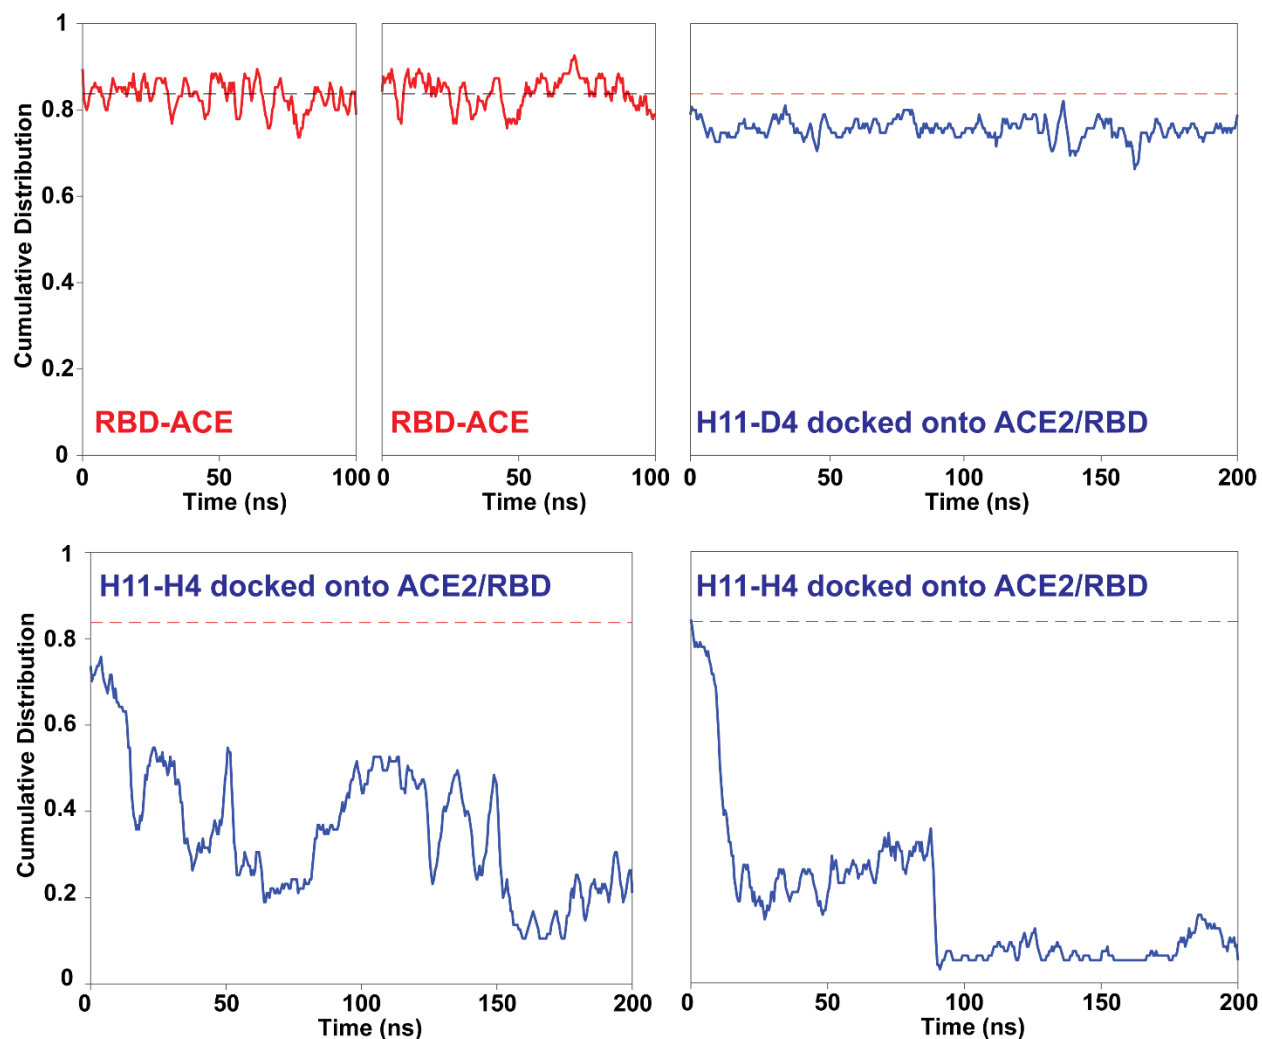 1
0.8
0.6
0.4
0.2
0
Cumulative Distribution
RBD-ACE
0 50 100
Time (ns)
RBD-ACE
0 50 100
Time (ns)
H11-D4 docked onto ACE2/RBD
0 50 100 150 200
Time (ns)
1
0.8
0.6
0.4
0.2
0
Cumulative Distribution
H11-H4 docked onto ACE2/RBD
0 50 100 150 200
Time (ns)
H11-H4 docked onto ACE2/RBD
0 50 100 150 200
Time (ns)